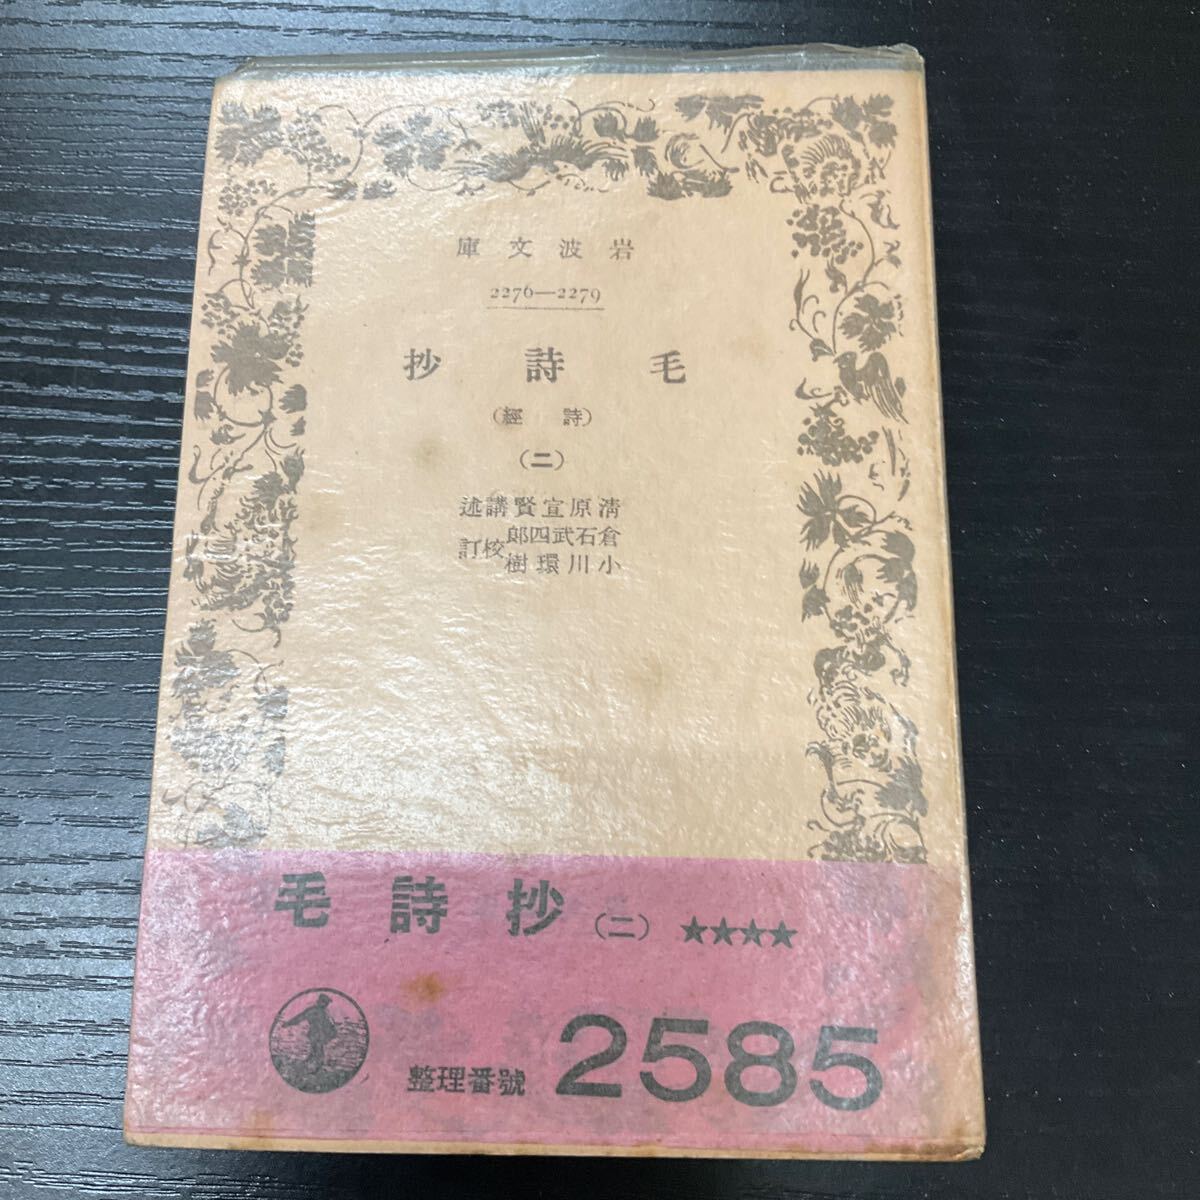 岩波文庫
2276—2279
毛詩抄
(詩經)
(二)
淸原宣賢講述
倉石武四郎
小川環樹
校訂
毛詩抄(二)★★★★
整理番號 2585